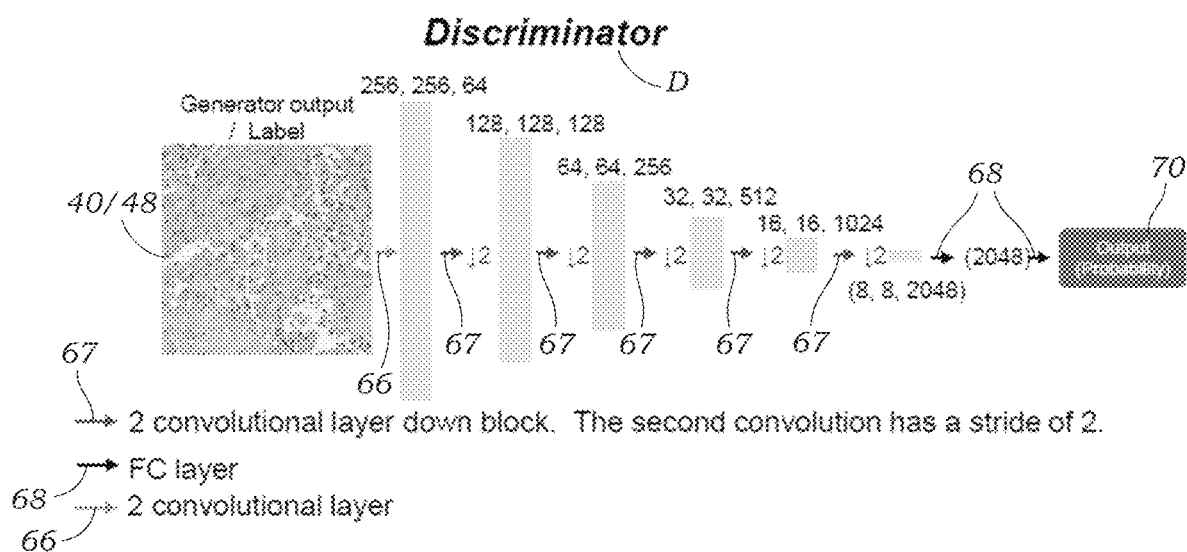 Discriminator
D
256, 256, 64
Generator output
/ Label
128, 128, 128
64, 64, 256
32, 32, 512
16, 16, 1024
68
70
40/48
↓2
↓2
↓2
↓2
↓2
(2048)
Output
(probability)
(8, 8, 2048)
66
67
67
67
67
67
67
2 convolutional layer down block. The second convolution has a stride of 2.
FC layer
68
2 convolutional layer
66